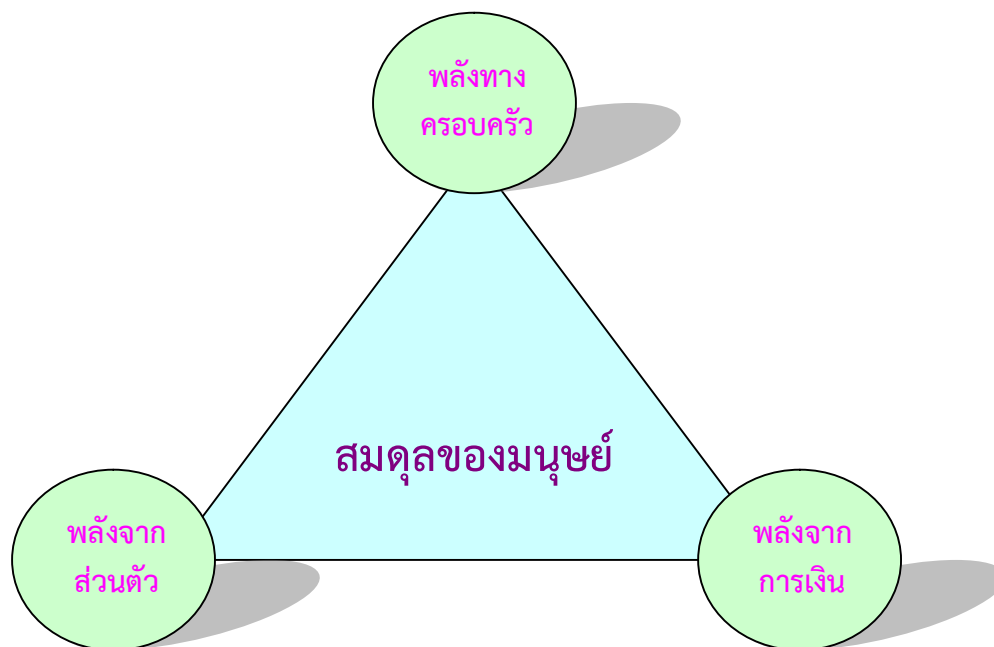 พลังทาง
ครอบครัว
สมดุลของมนุษย์
พลังจาก
ส่วนตัว
พลังจาก
การเงิน